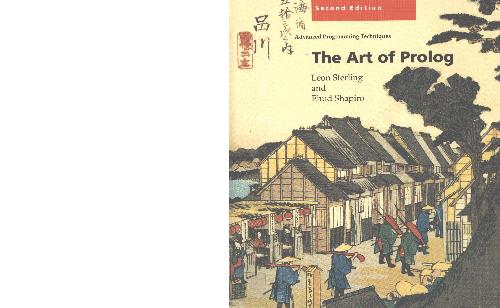 Second Edition
Advanced Programming Techniques
The Art of Prolog
Leon Sterling
and
Ehud Shapiro
品川